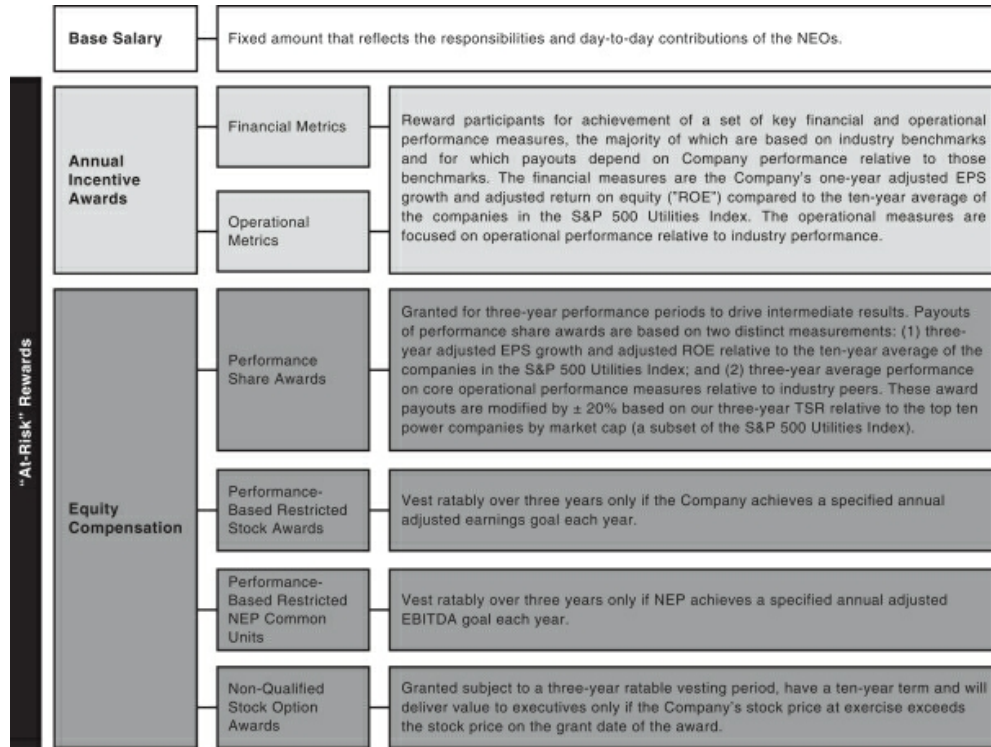 Base Salary
Fixed amount that reflects the responsibilities and day-to-day contributions of the NEOs.
"At-Risk" Rewards
Annual
Incentive
Awards
Financial Metrics
Operational
Metrics
Reward participants for achievement of a set of key financial and operational
performance measures, the majority of which are based on industry benchmarks
and for which payouts depend on Company performance relative to those
benchmarks. The financial measures are the Company's one-year adjusted EPS
growth and adjusted return on equity ("ROE") compared to the ten-year average of
the companies in the S&P 500 Utilities Index. The operational measures are
focused on operational performance relative to industry performance.
Equity
Compensation
Performance
Share Awards
Granted for three-year performance periods to drive intermediate results. Payouts
of performance share awards are based on two distinct measurements: (1) three-
year adjusted EPS growth and adjusted ROE relative to the ten-year average of the
companies in the S&P 500 Utilities Index; and (2) three-year average performance
on core operational performance measures relative to industry peers. These award
payouts are modified by ± 20% based on our three-year TSR relative to the top ten
power companies by market cap (a subset of the S&P 500 Utilities Index).
Performance-
Based Restricted
Stock Awards
Vest ratably over three years only if the Company achieves a specified annual
adjusted earnings goal each year.
Performance-
Based Restricted
NEP Common
Units
Vest ratably over three years only if NEP achieves a specified annual adjusted
EBITDA goal each year.
Non-Qualified
Stock Option
Awards
Granted subject to a three-year ratable vesting period, have a ten-year term and will
deliver value to executives only if the Company's stock price at exercise exceeds
the stock price on the grant date of the award.